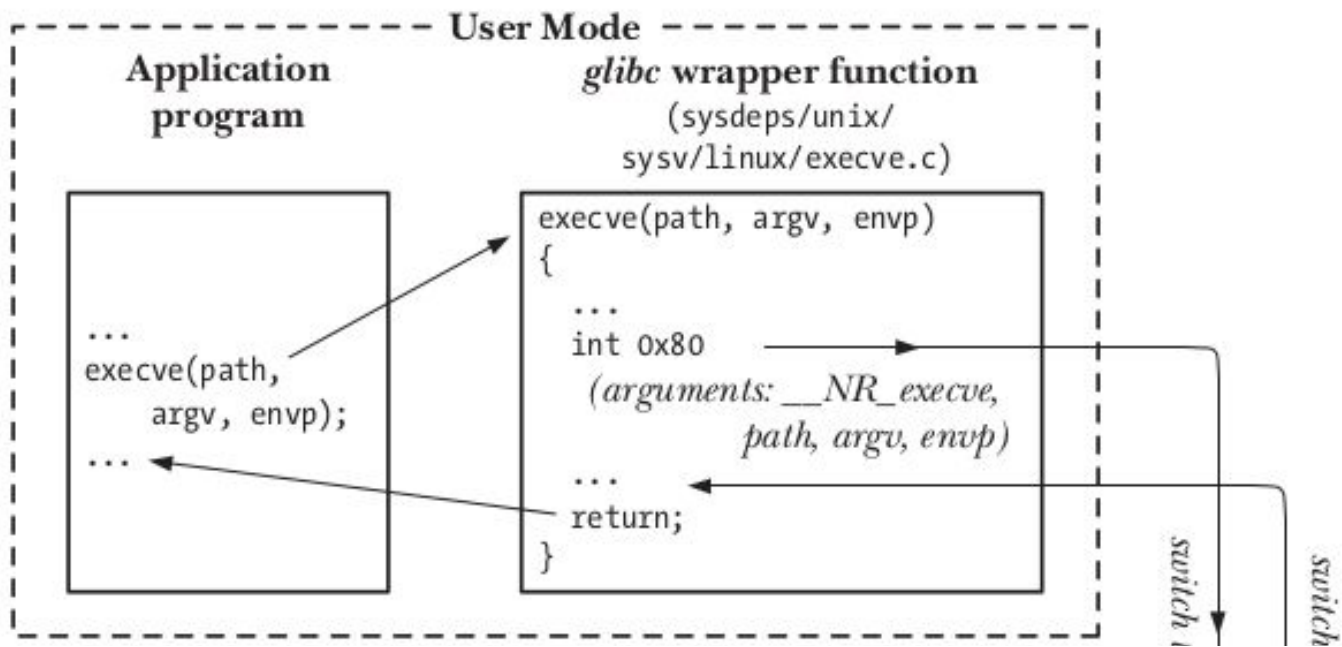 User Mode
Application
program
glibc wrapper function
(sysdeps/unix/
sysv/linux/execve.c)
...
execve(path,
argv, envp);
...
execve(path, argv, envp)
{
...
int 0x80
(arguments: __NR_execve,
path, argv, envp)
...
return;
}
switch
switch